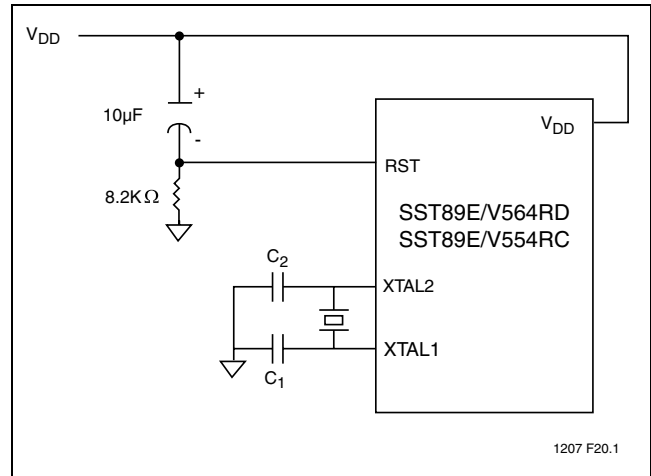 VDD
+
10µF
-
VDD
RST
8.2KΩ
SST89E/V564RD
SST89E/V554RC
C2
XTAL2
XTAL1
C1
1207 F20.1